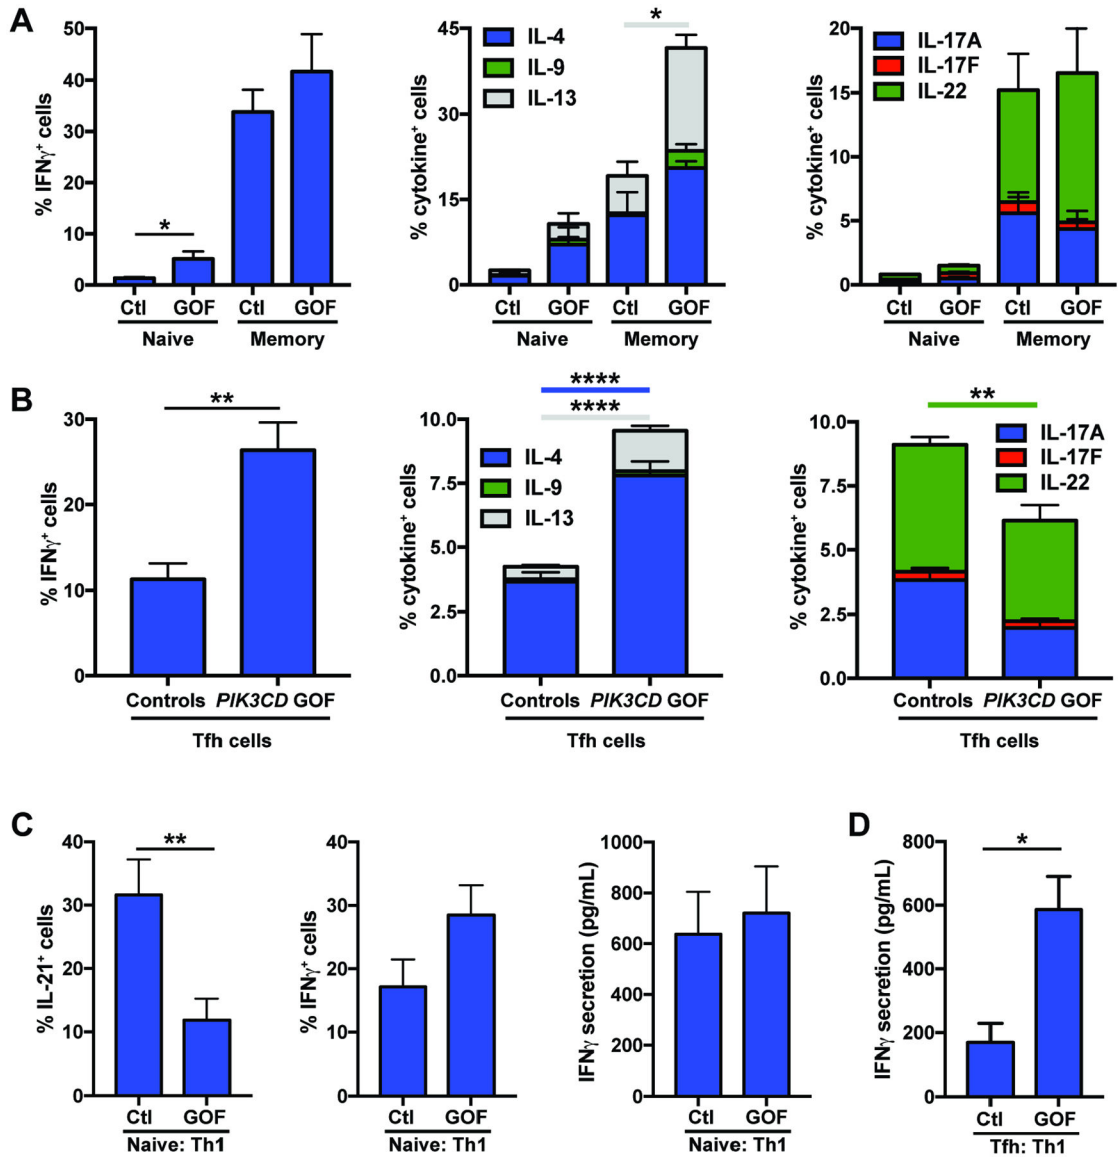 A
% IFNγ⁺ cells
50
40
30
20
10
0
*
Ctl GOF Ctl GOF
Naive Memory
% cytokine⁺ cells
45
30
15
0
IL-4
IL-9
IL-13
*
Ctl GOF Ctl GOF
Naive Memory
% cytokine⁺ cells
20
15
10
5
0
IL-17A
IL-17F
IL-22
Ctl GOF Ctl GOF
Naive Memory
B
% IFNγ⁺ cells
30
20
10
0
**
Controls PIK3CD GOF
Tfh cells
% cytokine⁺ cells
10.0
7.5
5.0
2.5
0.0
****
****
IL-4
IL-9
IL-13
Controls PIK3CD GOF
Tfh cells
% cytokine⁺ cells
10.0
7.5
5.0
2.5
0.0
**
IL-17A
IL-17F
IL-22
Controls PIK3CD GOF
Tfh cells
C
% IL-21⁺ cells
40
30
20
10
0
**
Ctl GOF
Naive: Th1
% IFNγ⁺ cells
40
30
20
10
0
Ctl GOF
Naive: Th1
IFNγ secretion (pg/mL)
1000
800
600
400
200
0
Ctl GOF
Naive: Th1
D
IFNγ secretion (pg/mL)
800
600
400
200
0
*
Ctl GOF
Tfh: Th1